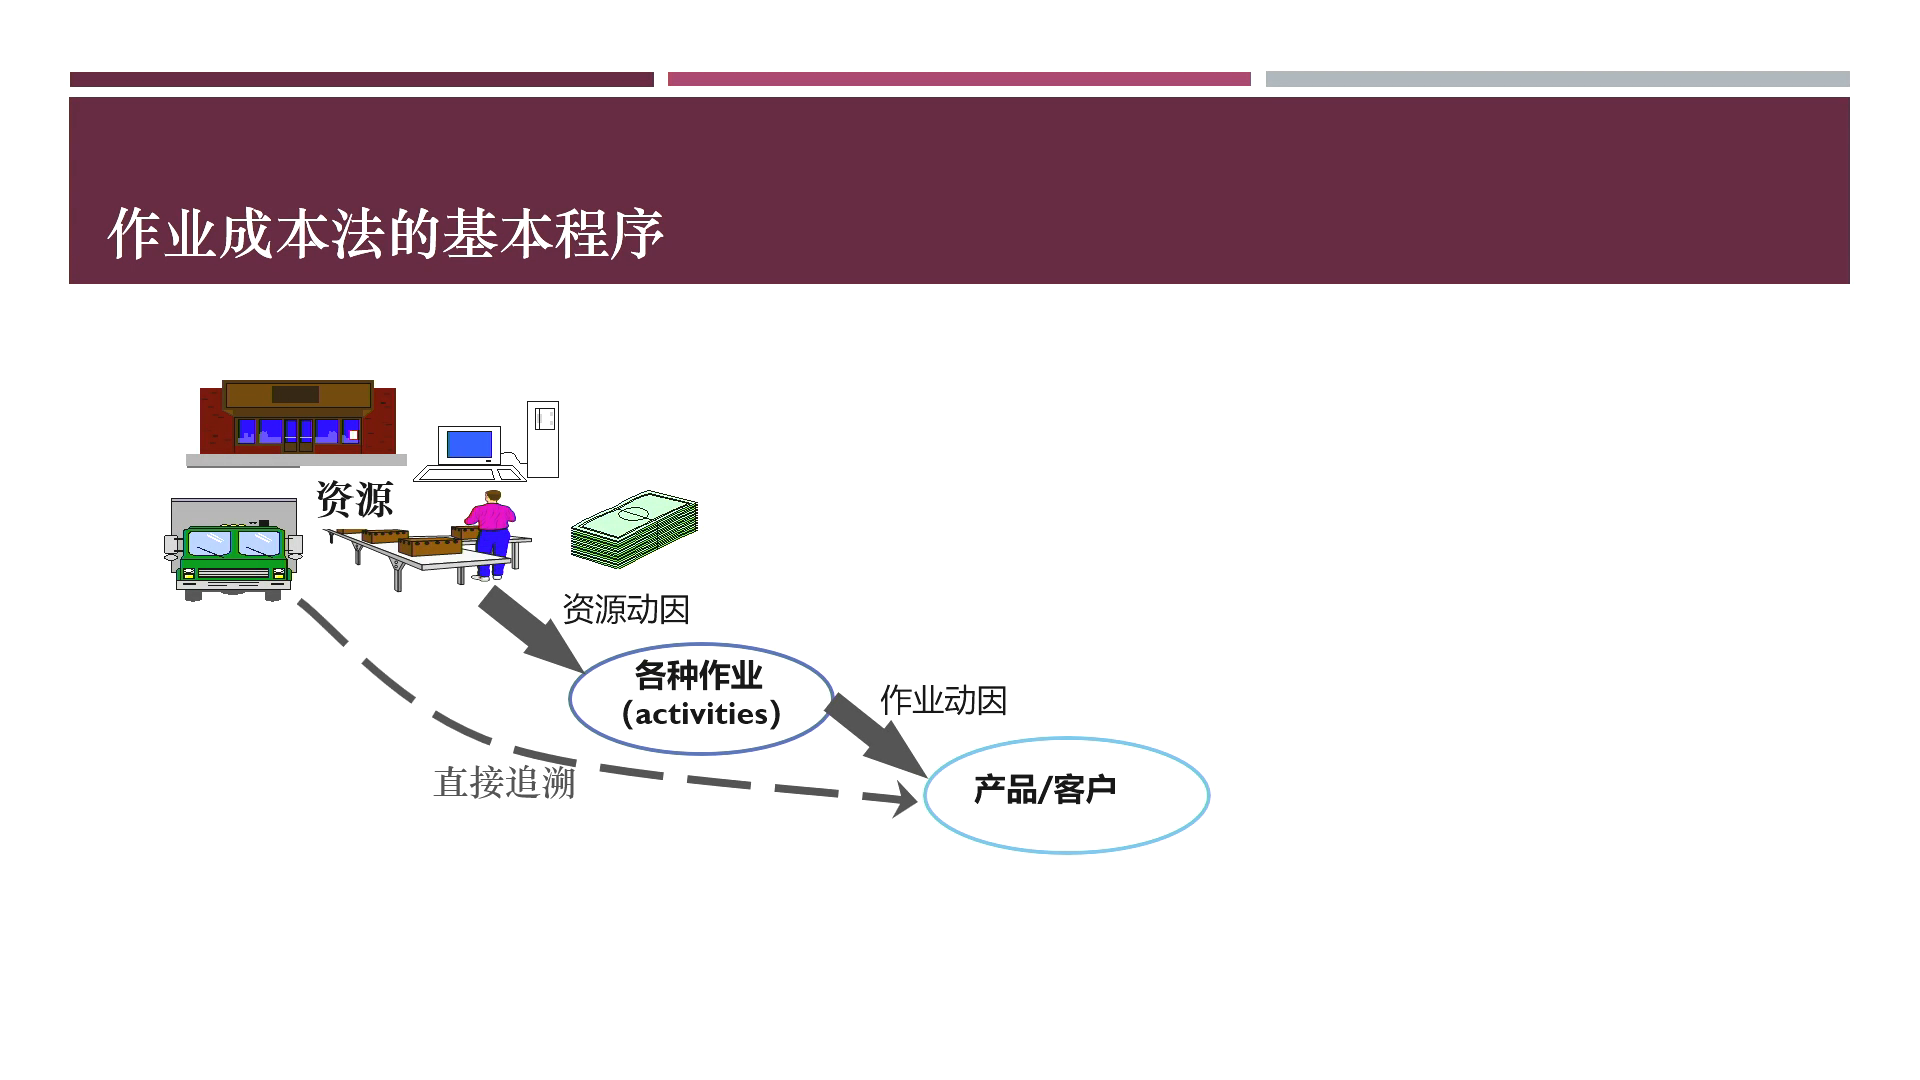 作业成本法的基本程序
资源
资源动因
各种作业
(activities)
作业动因
直接追溯
产品/客户